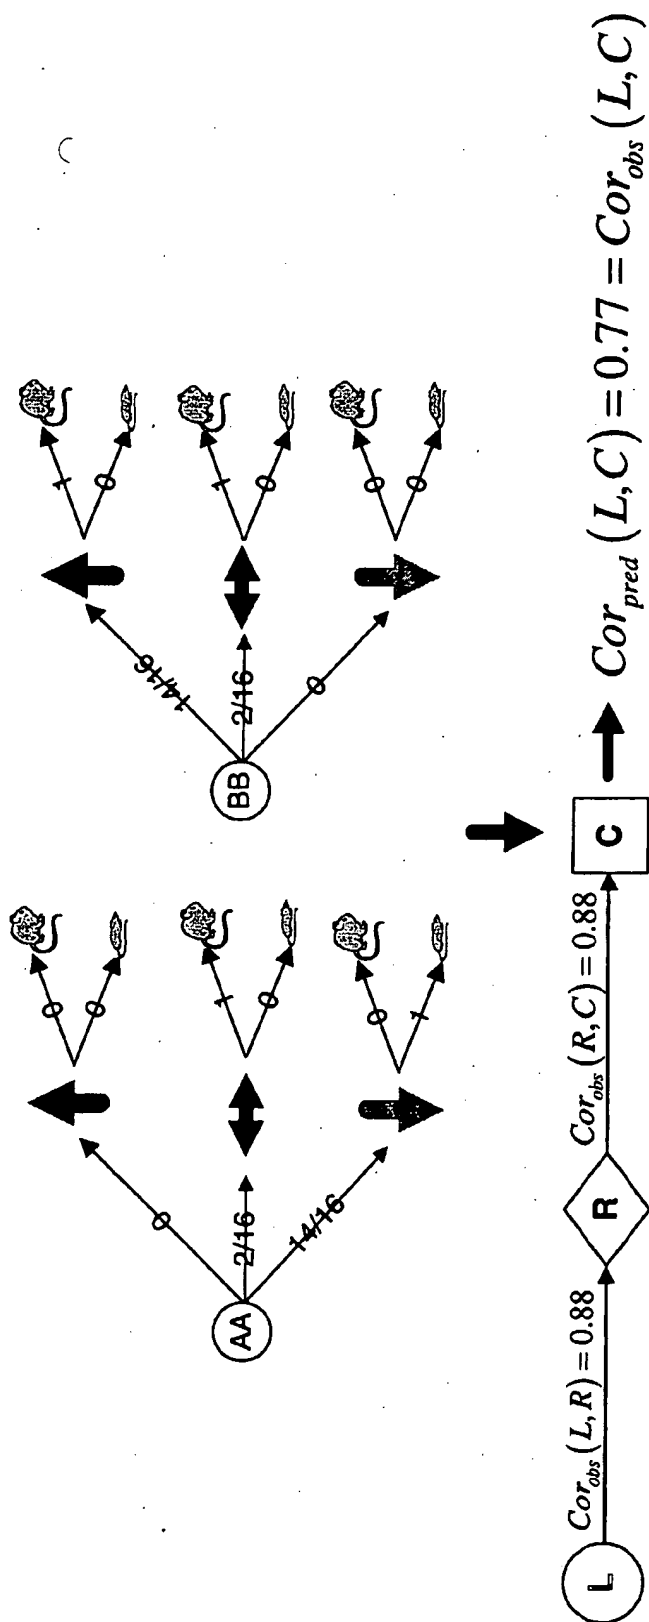 AA
0
2/16
14/16
0
0
1
0
0
1
BB
14/16
2/16
0
1
0
1
0
0
0
L
Cor_obs (L,R) = 0.88
R
Cor_obs (R,C) = 0.88
C
Cor_pred (L,C) = 0.77 = Cor_obs (L,C)